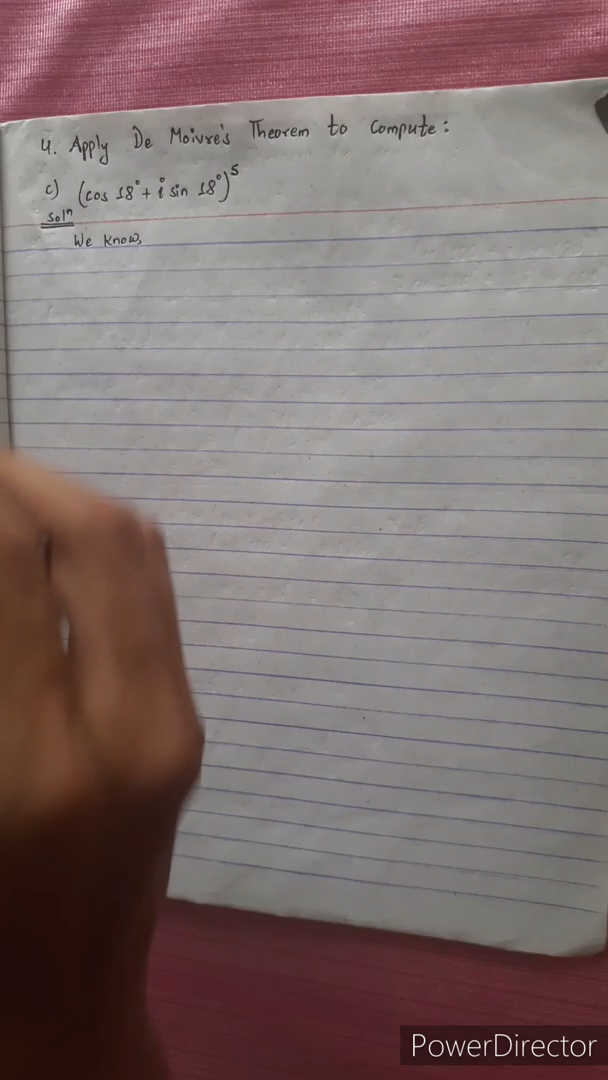 4. Apply De Moivre's Theorem to Compute:
c) (cos 18° + i sin 18°)⁵
Solⁿ
We know,
PowerDirector